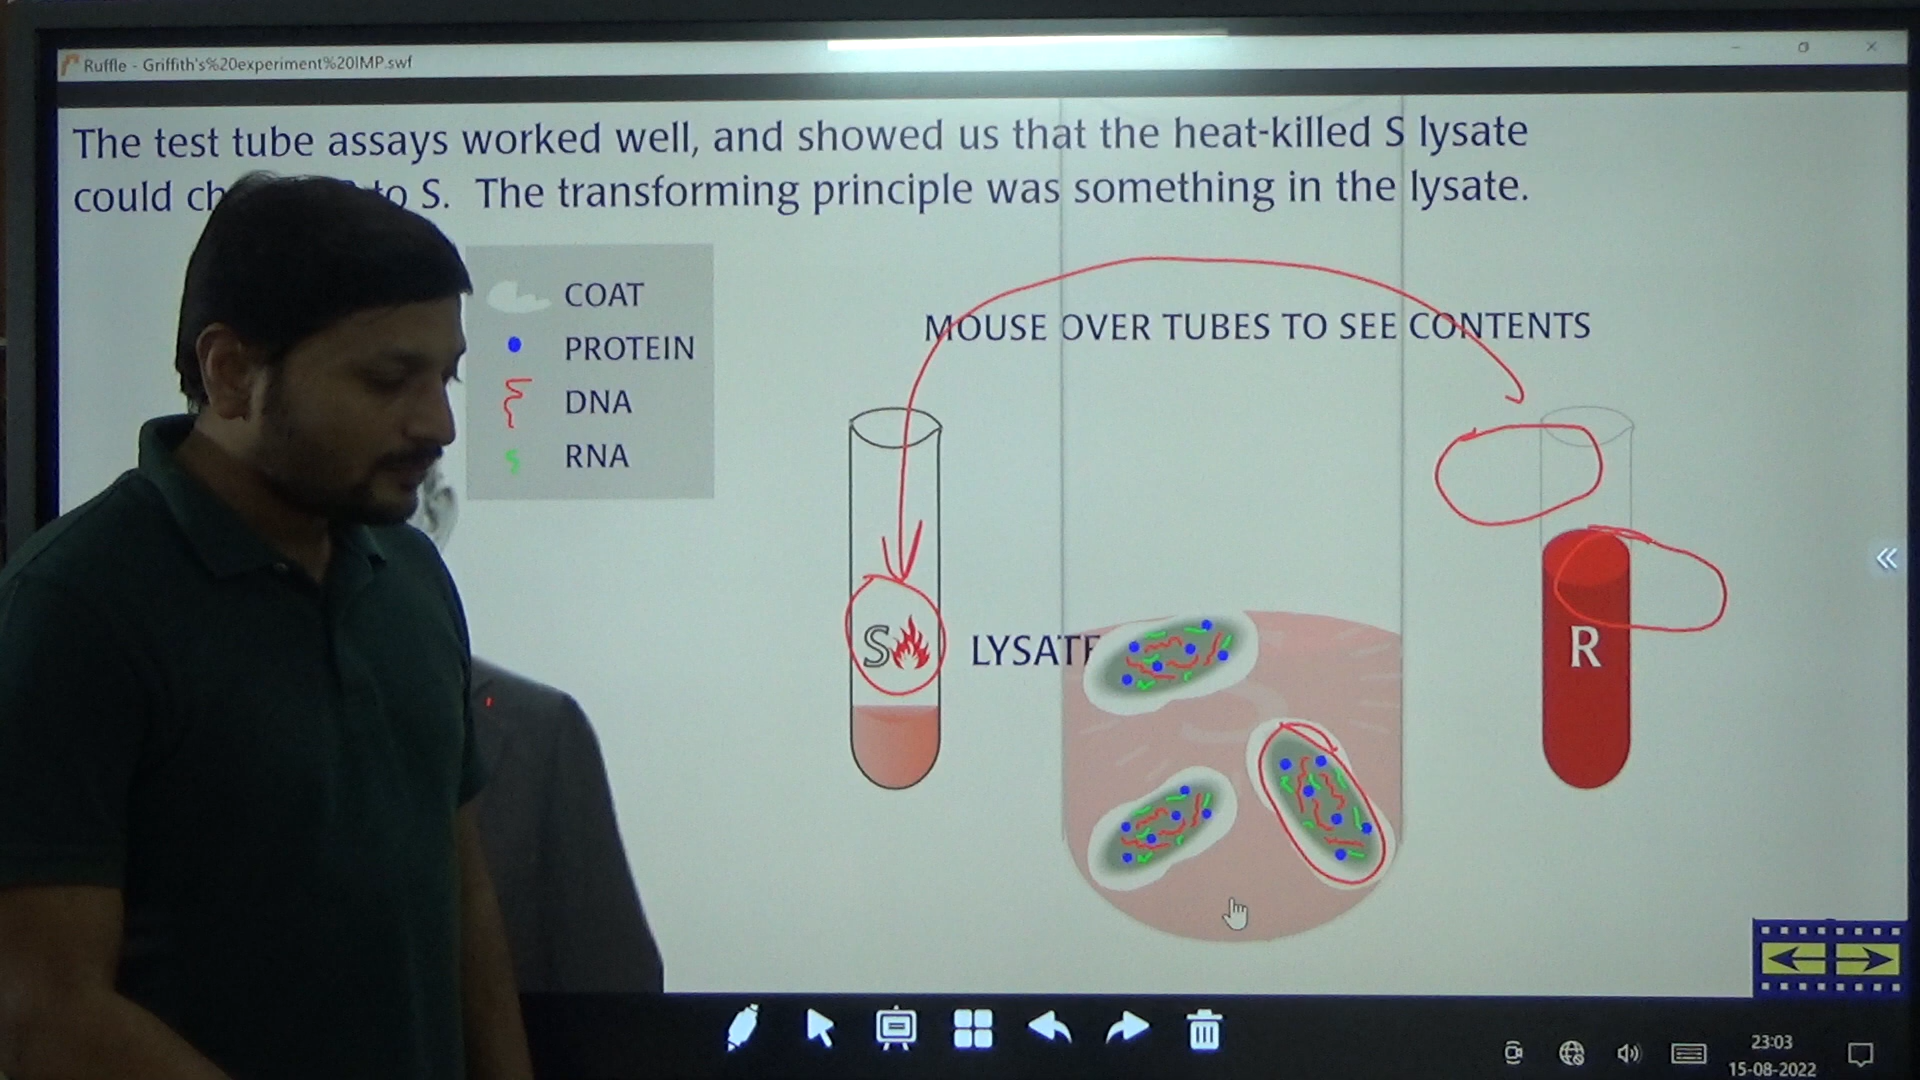 Ruffle - Griffith's%20experiment%20IMP.swf
The test tube assays worked well, and showed us that the heat-killed S lysate
could to S. The transforming principle was something in the lysate.
COAT
PROTEIN
DNA
RNA
MOUSE OVER TUBES TO SEE CONTENTS
S
LYSATE
R
23:03
15-08-2022